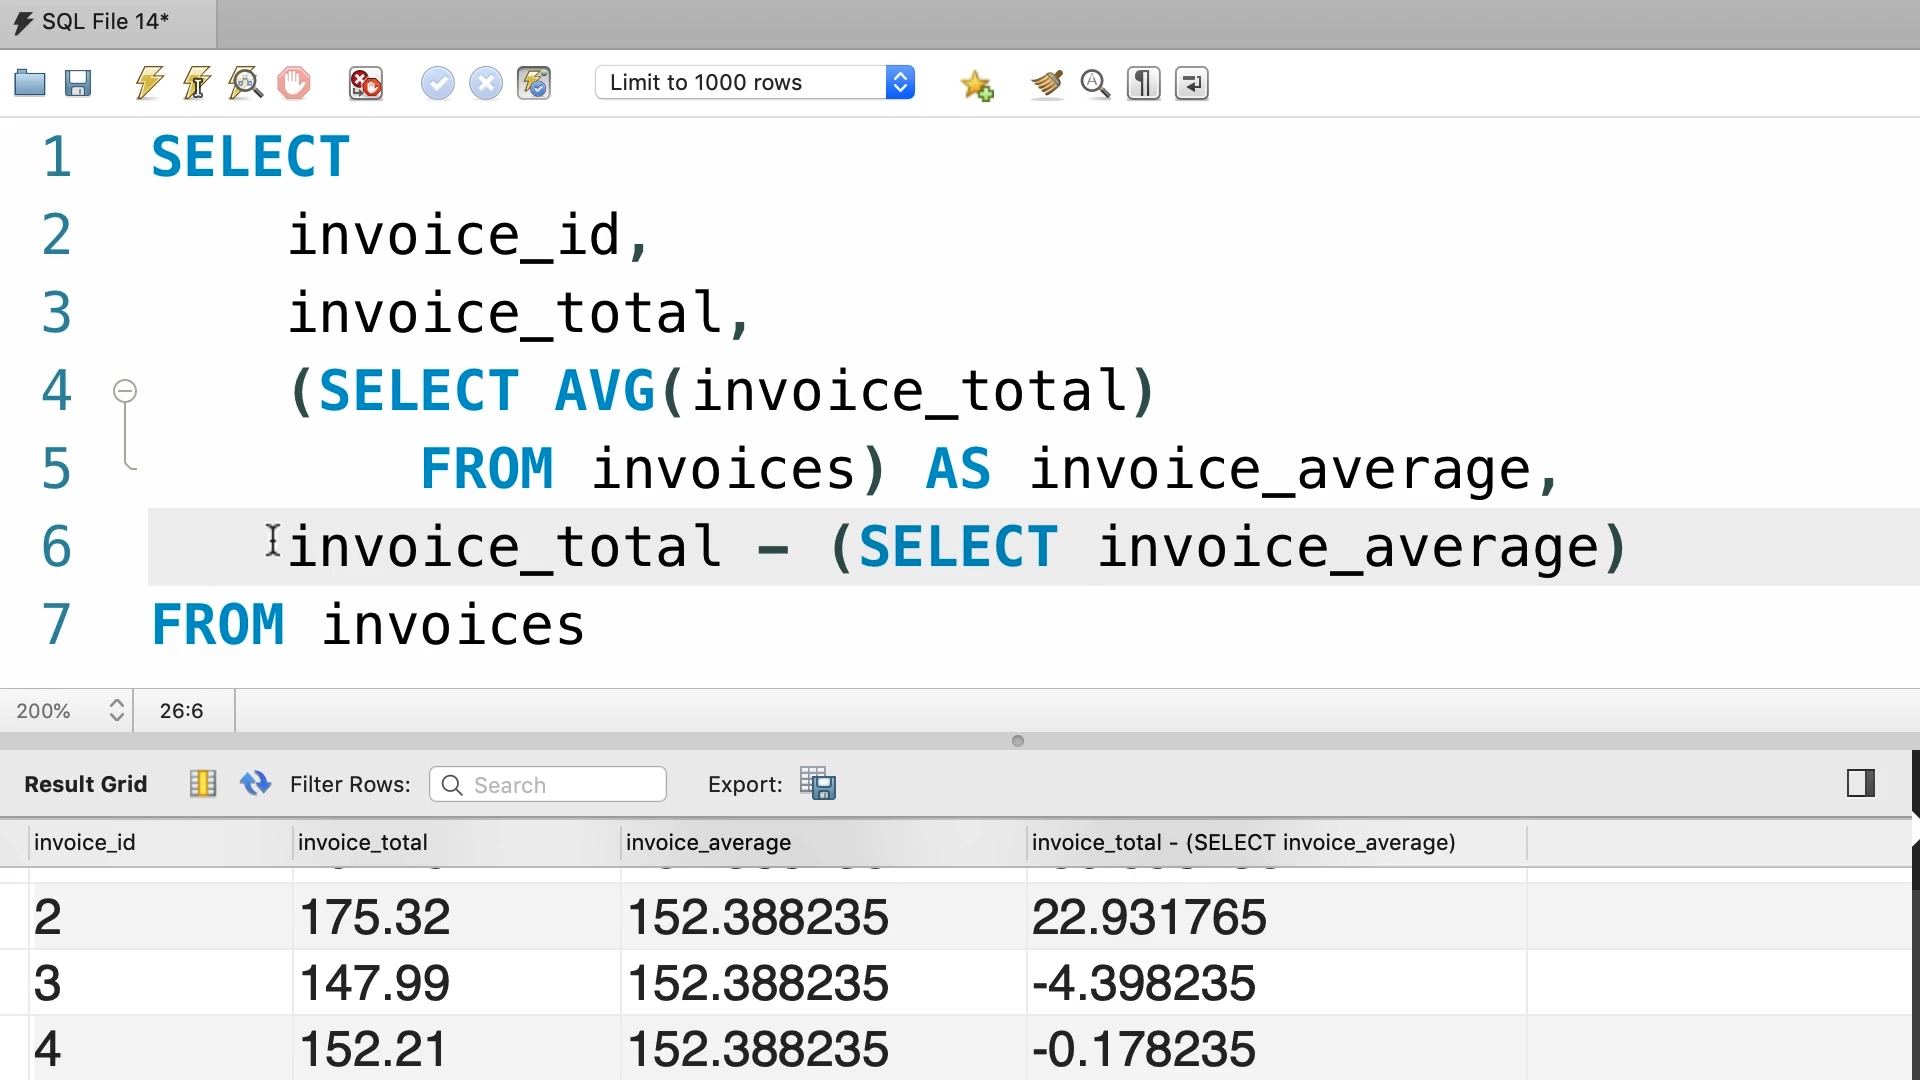 SQL File 14*
Limit to 1000 rows
1 SELECT
2 invoice_id,
3 invoice_total,
4 (SELECT AVG(invoice_total)
5 FROM invoices) AS invoice_average,
6 invoice_total - (SELECT invoice_average)
7 FROM invoices
200% 26:6
Result Grid Filter Rows: Search Export:
invoice_id invoice_total invoice_average invoice_total - (SELECT invoice_average)
2 175.32 152.388235 22.931765
3 147.99 152.388235 -4.398235
4 152.21 152.388235 -0.178235